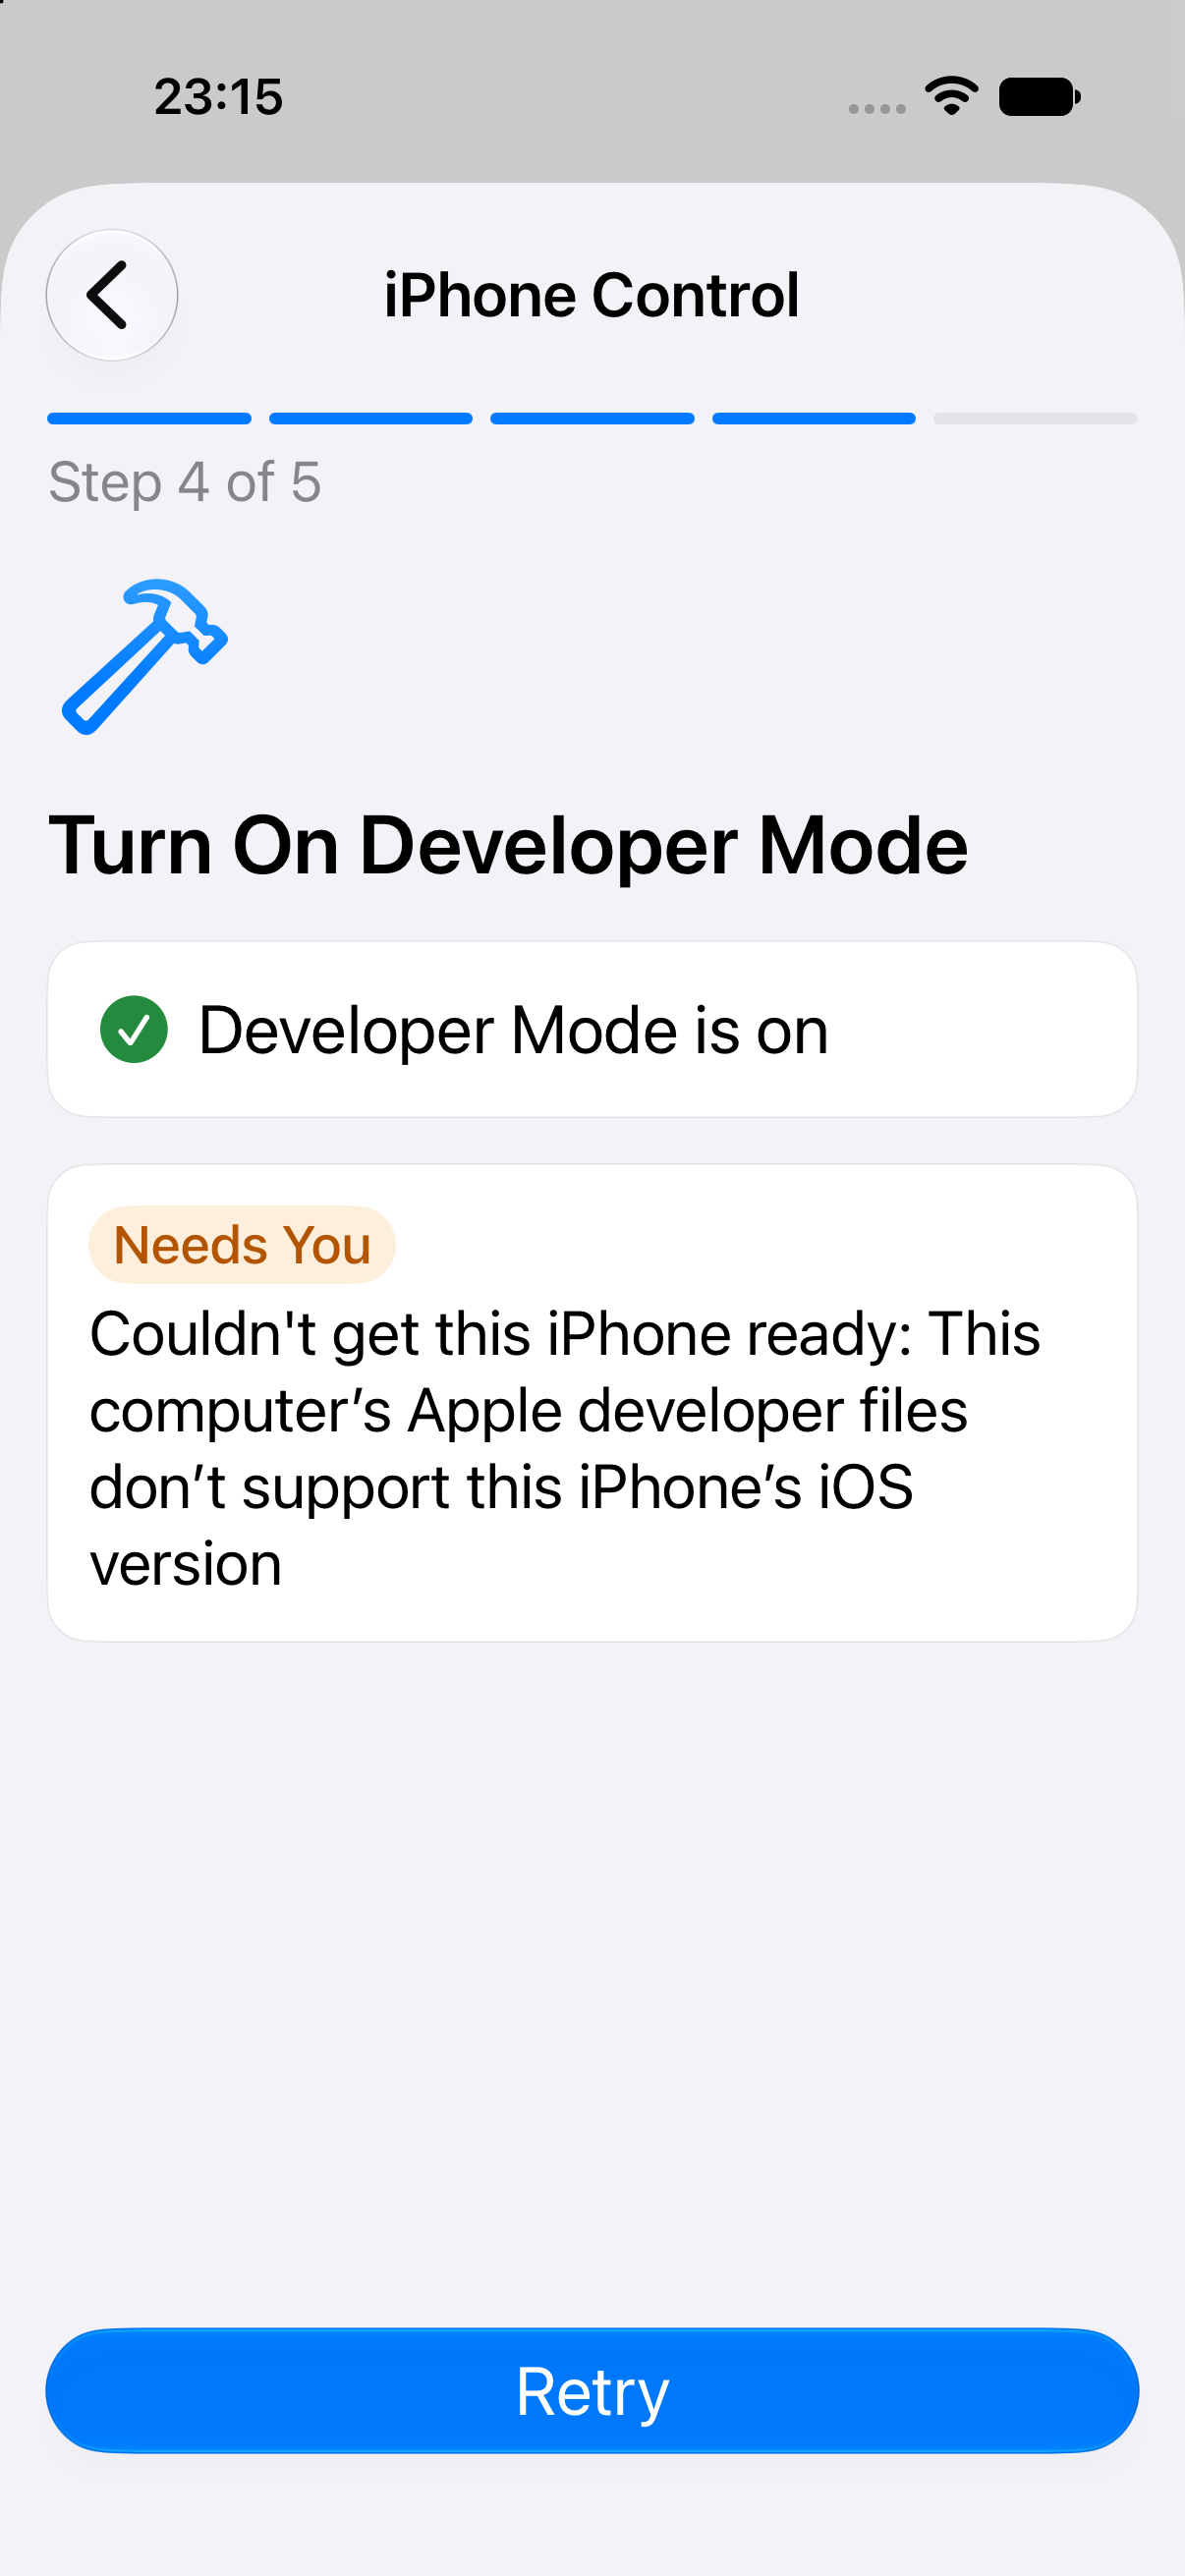 23:15
iPhone Control
Step 4 of 5
Turn On Developer Mode
Developer Mode is on
Needs You
Couldn't get this iPhone ready: This
computer’s Apple developer files
don’t support this iPhone’s iOS
version
Retry